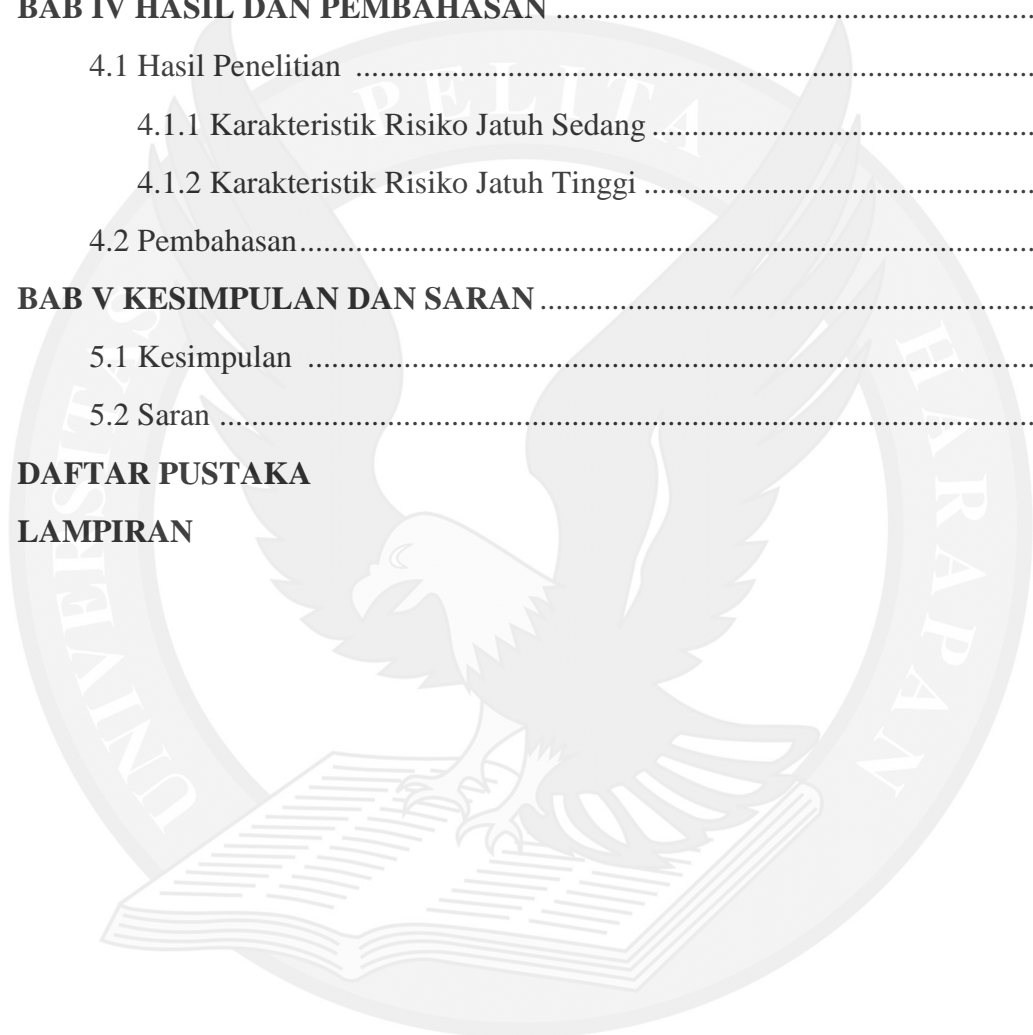 BAB IV HASIL DAN PEMBAHASAN ............................................................
4.1 Hasil Penelitian .....................................................................................
4.1.1 Karakteristik Risiko Jatuh Sedang ................................................
4.1.2 Karakteristik Risiko Jatuh Tinggi .................................................
4.2 Pembahasan............................................................................................
BAB V KESIMPULAN DAN SARAN ..............................................................
5.1 Kesimpulan ...........................................................................................
5.2 Saran ......................................................................................................
DAFTAR PUSTAKA
LAMPIRAN
UNIVERSITAS PELITA HARAPAN